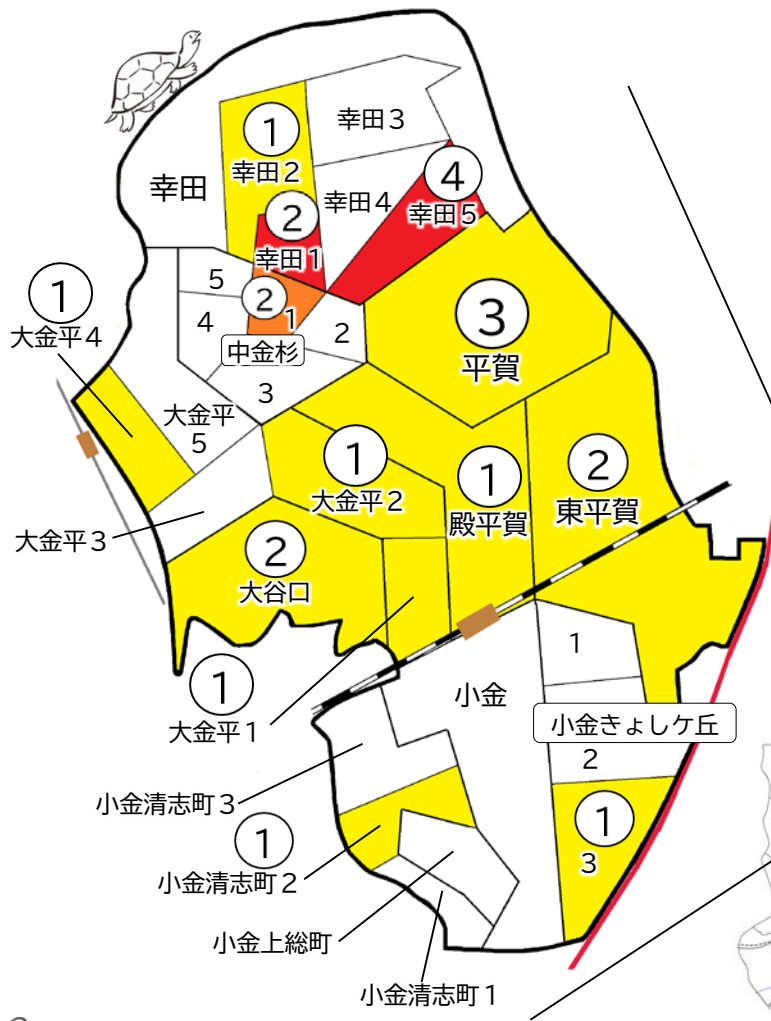 幸田3
①
幸田2
幸田
幸田4
④
幸田5
②
幸田1
①
大金平4
5
②
1
4
2
中金杉
3
③
平賀
大金平
5
①
大金平2
①
殿平賀
②
東平賀
大金平3
②
大谷口
①
大金平1
小金
1
小金きよしケ丘
2
小金清志町3
①
小金清志町2
①
3
小金上総町
小金清志町1